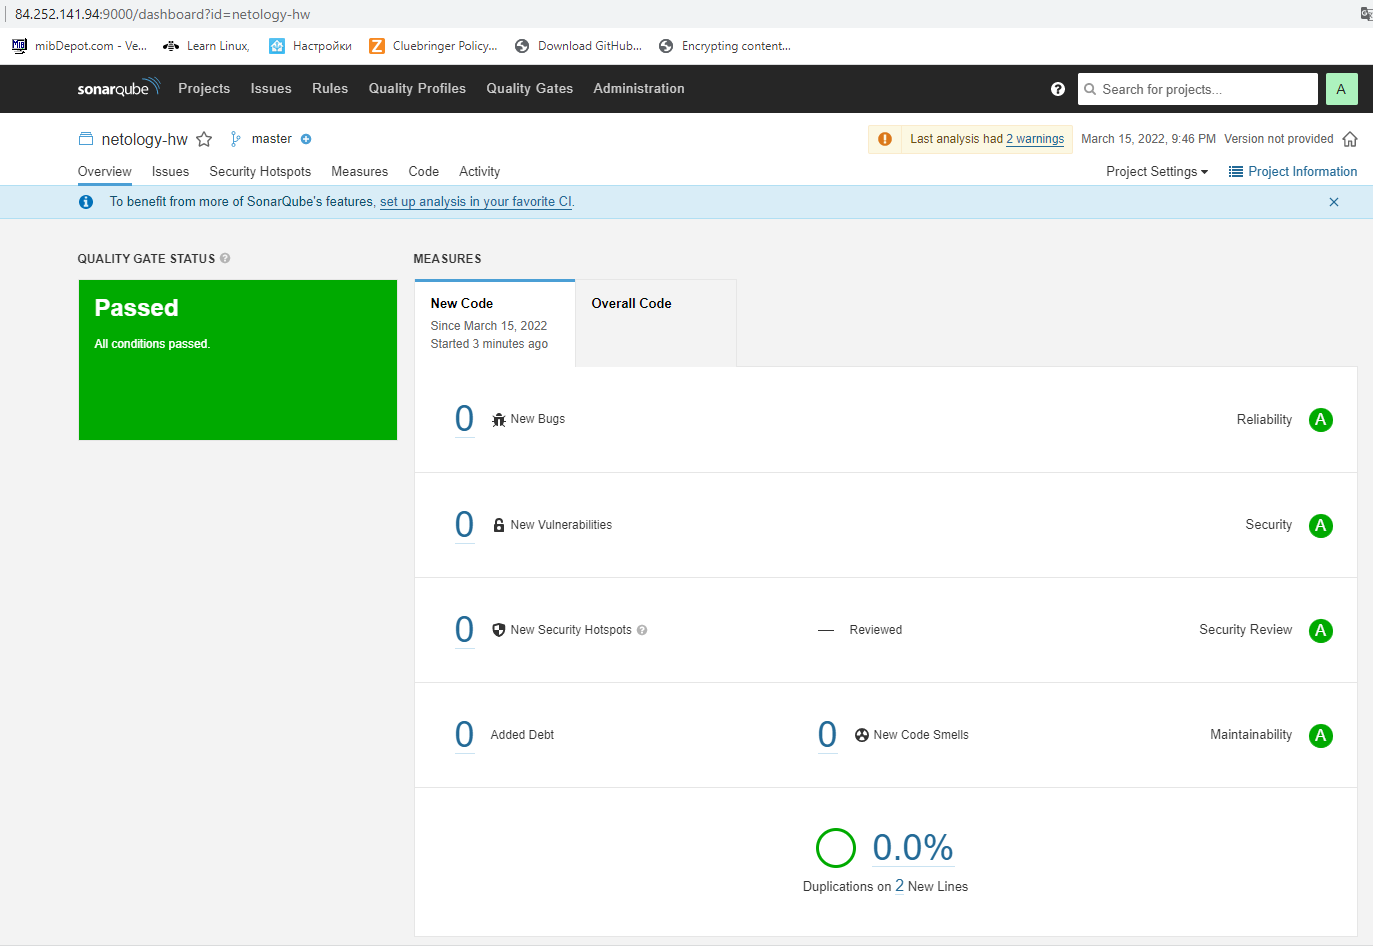 84.252.141.94:9000/dashboard?id=netology-hw
mibDepot.com - Ve... Learn Linux, Настройки Cluebringer Policy... Download GitHub... Encrypting content...
sonarqube Projects Issues Rules Quality Profiles Quality Gates Administration ? Search for projects... A
netology-hw master Last analysis had 2 warnings March 15, 2022, 9:46 PM Version not provided
Overview Issues Security Hotspots Measures Code Activity Project Settings Project Information
To benefit from more of SonarQube's features, set up analysis in your favorite CI.
QUALITY GATE STATUS ? MEASURES
Passed
All conditions passed.
New Code
Since March 15, 2022
Started 3 minutes ago
Overall Code
0 New Bugs Reliability A
0 New Vulnerabilities Security A
0 New Security Hotspots ? — Reviewed Security Review A
0 Added Debt 0 New Code Smells Maintainability A
0.0%
Duplications on 2 New Lines